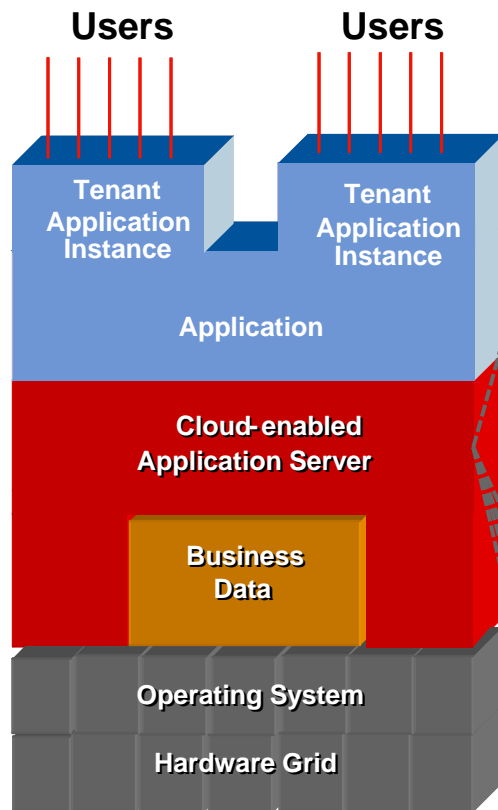 Users
Users
Tenant
Application
Instance
Tenant
Application
Instance
Application
Cloud-enabled
Application Server
Business
Data
Operating System
Hardware Grid